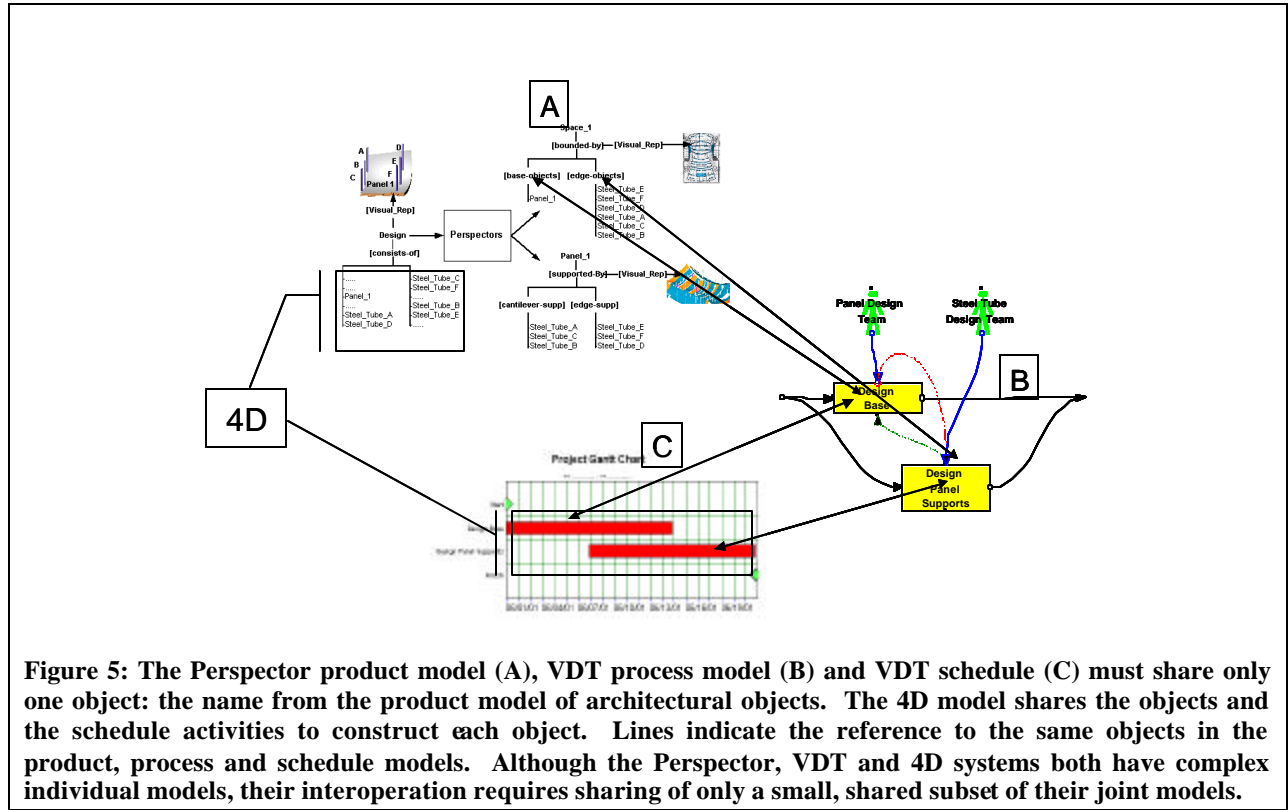 A
Space_1
[bounded-by]
[Visual_Rep]
A
B
C
D
E
F
Panel 1
[Visual_Rep]
Design
[consists-of]
Perspectors
[base-objects]
[edge-objects]
Panel_1
Steel_Tube_E
Steel_Tube_F
Steel_Tube_D
Steel_Tube_A
Steel_Tube_C
Steel_Tube_B
Panel_1
[supported-By]
[Visual_Rep]
[cantilever-supp]
[edge-supp]
Steel_Tube_A
Steel_Tube_C
Steel_Tube_B
Steel_Tube_E
Steel_Tube_F
Steel_Tube_D
.....
.....
Panel_1
.....
Steel_Tube_A
Steel_Tube_D
Steel_Tube_C
Steel_Tube_F
.....
Steel_Tube_B
Steel_Tube_E
.....
4D
Panel Design
Team
Steel Tube
Design Team
B
Design
Base
Design
Panel
Supports
C
Project Gantt Chart
Start
Design Base
Design Panel Supports
Figure 5: The Perspector product model (A), VDT process model (B) and VDT schedule (C) must share only
one object: the name from the product model of architectural objects. The 4D model shares the objects and
the schedule activities to construct each object. Lines indicate the reference to the same objects in the
product, process and schedule models. Although the Perspector, VDT and 4D systems both have complex
individual models, their interoperation requires sharing of only a small, shared subset of their joint models.